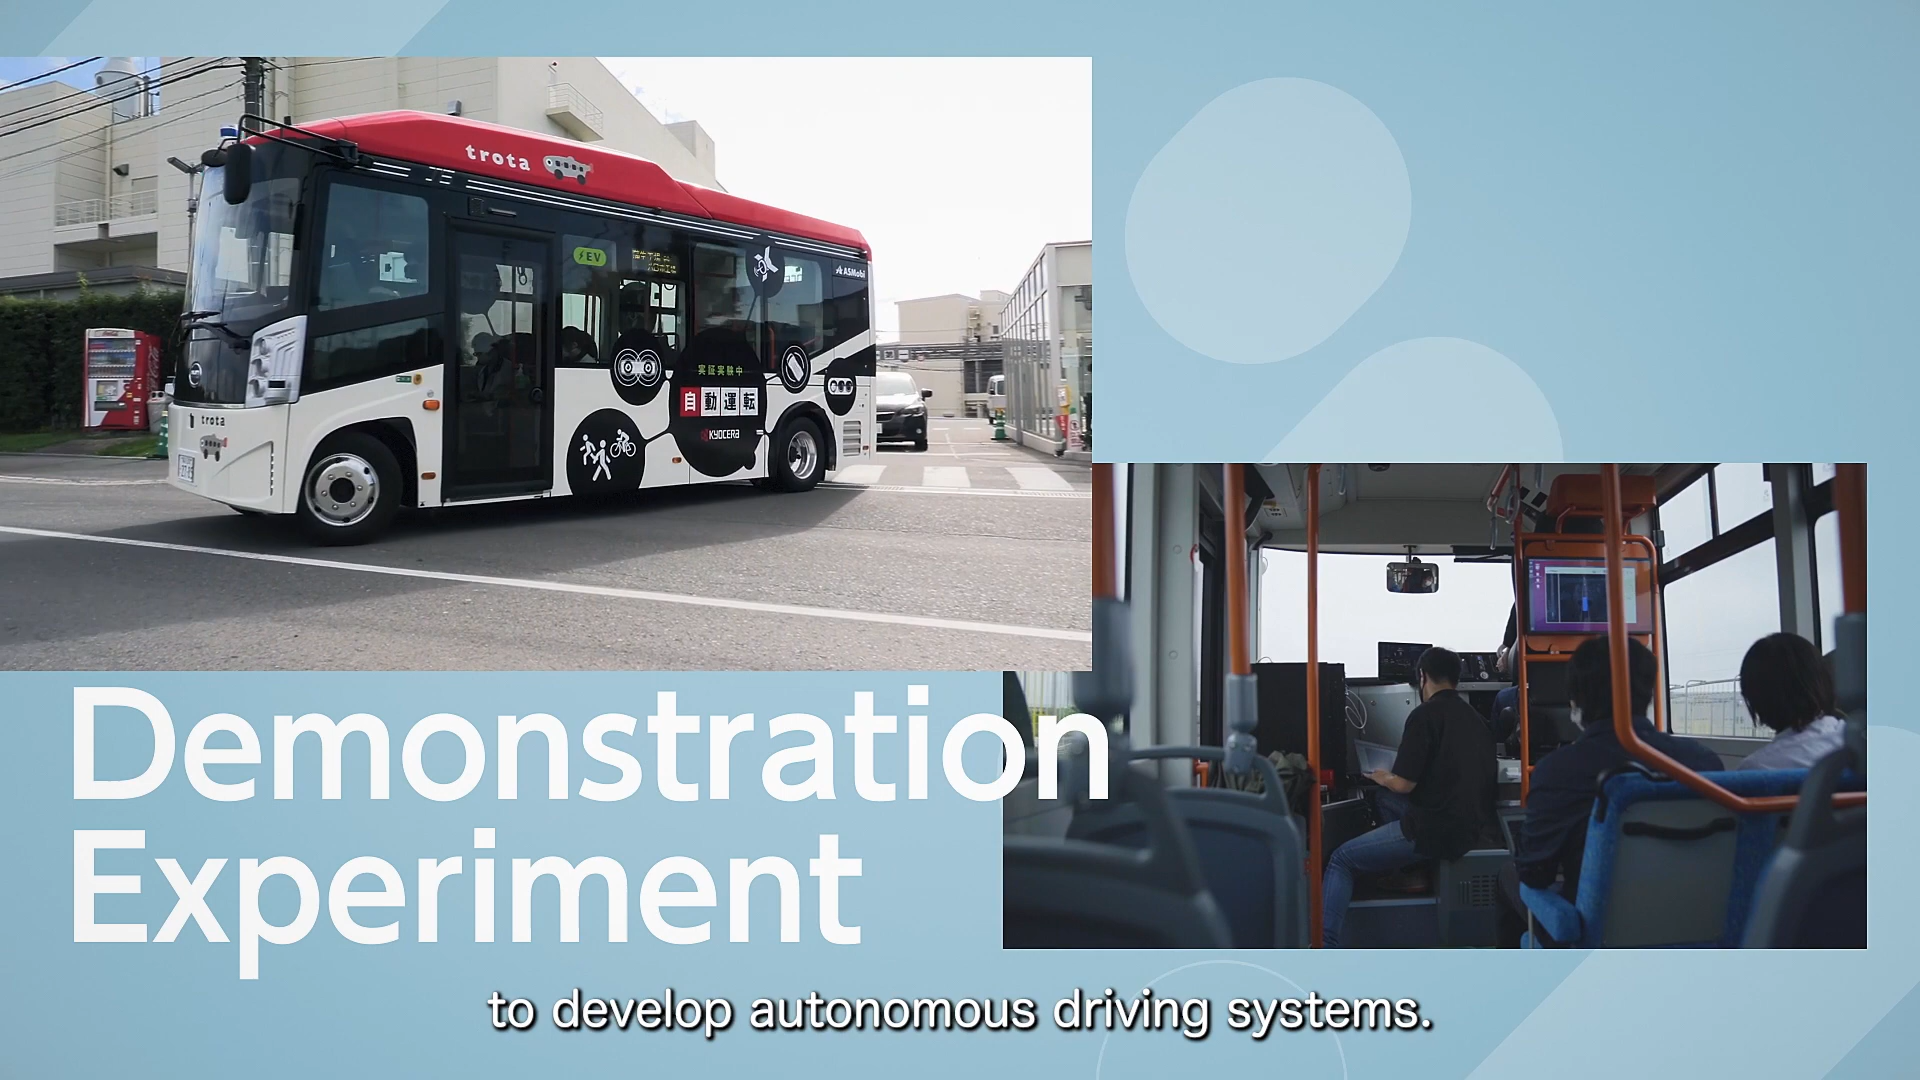 trota
EV
ASMobi
実証実験中
自動運転
KYOCERA
trota
Demonstration
Experiment
to develop autonomous driving systems.